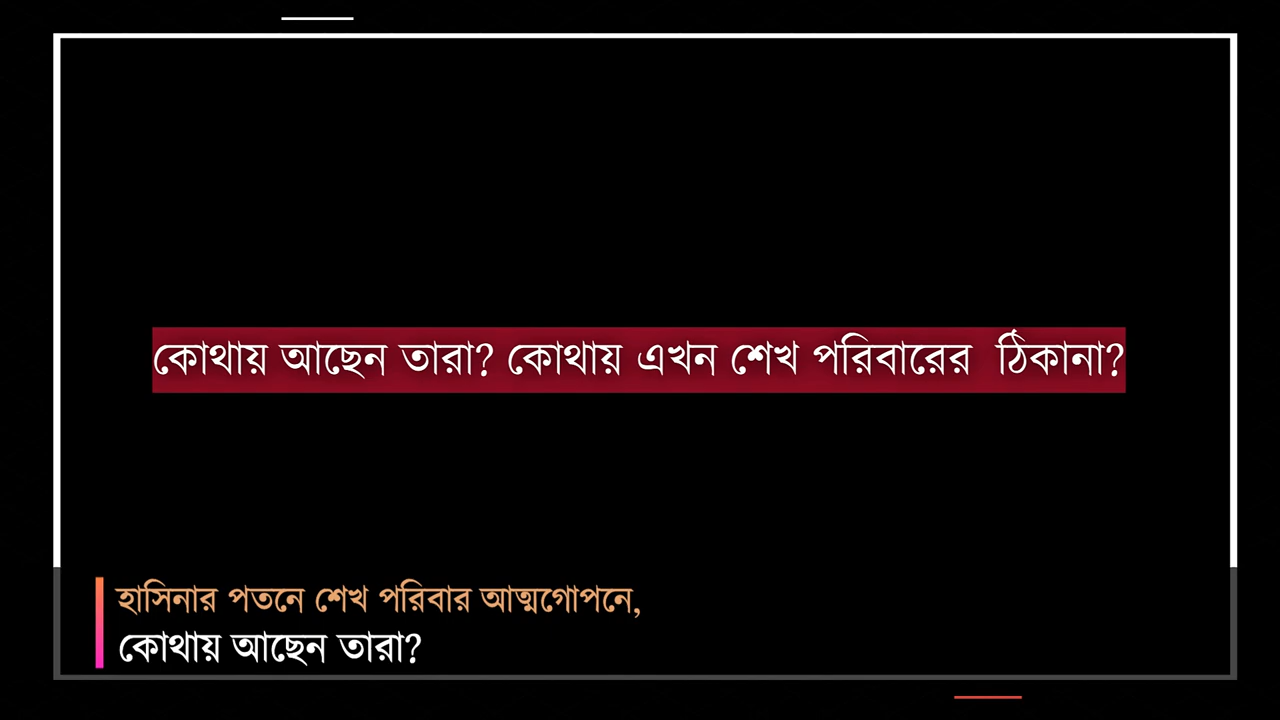 কোথায় আছেন তারা? কোথায় এখন শেখ পরিবারের ঠিকানা?
হাসিনার পতনে শেখ পরিবার আত্মগোপনে,
কোথায় আছেন তারা?